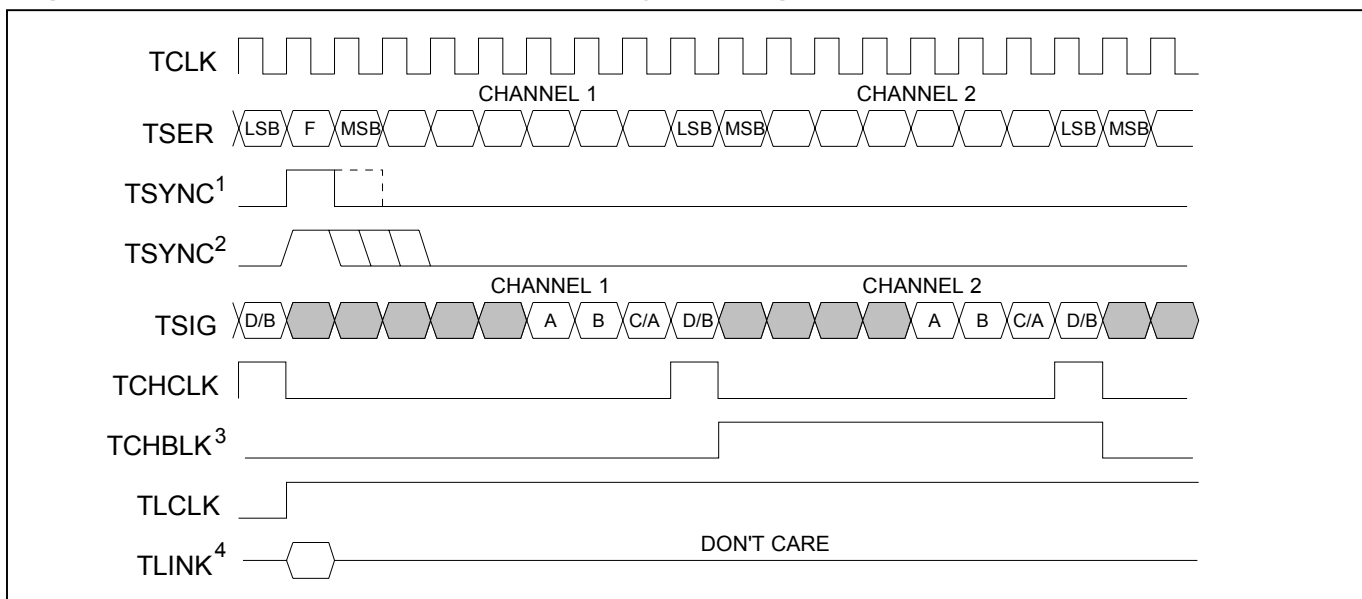 TCLK
CHANNEL 1 CHANNEL 2
TSER LSB F MSB LSB MSB LSB MSB
TSYNC1
TSYNC2
CHANNEL 1 CHANNEL 2
TSIG D/B A B C/A D/B A B C/A D/B
TCHCLK
TCHBLK3
TLCLK
DON'T CARE
TLINK4